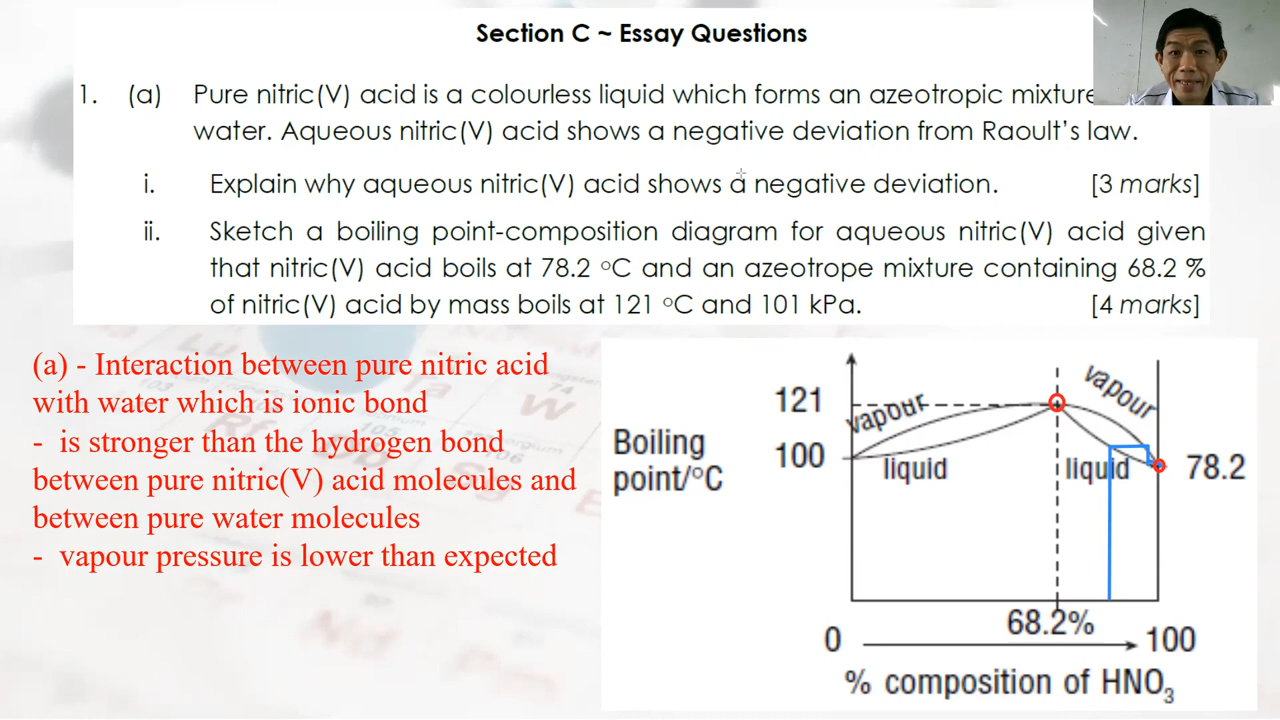 Section C ~ Essay Questions
1. (a) Pure nitric(V) acid is a colourless liquid which forms an azeotropic mixture
water. Aqueous nitric(V) acid shows a negative deviation from Raoult's law.
i. Explain why aqueous nitric(V) acid shows a negative deviation. [3 marks]
ii. Sketch a boiling point-composition diagram for aqueous nitric(V) acid given
that nitric(V) acid boils at 78.2 °C and an azeotrope mixture containing 68.2 %
of nitric(V) acid by mass boils at 121 °C and 101 kPa. [4 marks]
(a) - Interaction between pure nitric acid
with water which is ionic bond
- is stronger than the hydrogen bond
between pure nitric(V) acid molecules and
between pure water molecules
- vapour pressure is lower than expected
Boiling
point/°C
121
100
vapour
vapour
liquid
liquid
78.2
68.2%
0
100
% composition of HNO₃
W
74
Nd